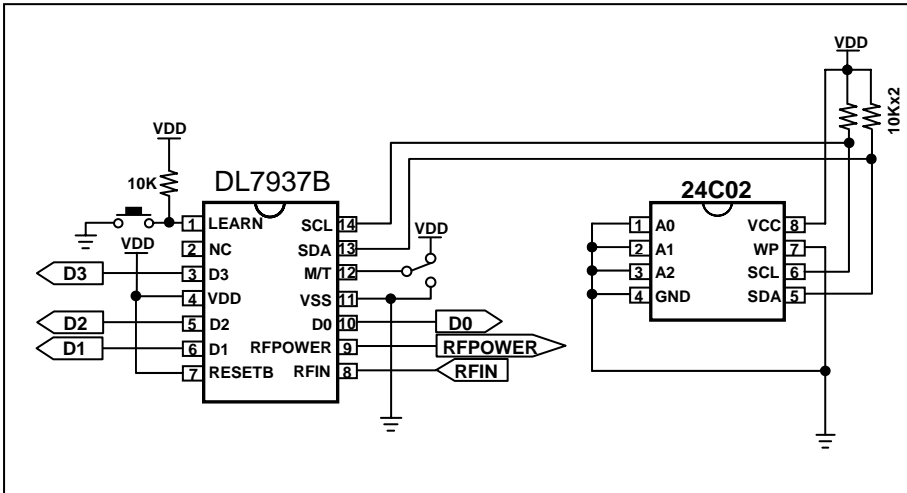 VDD
10Kx2
VDD
10K
DL7937B
24C02
1 LEARN
2 NC
3 D3
4 VDD
5 D2
6 D1
7 RESETB
SCL 14
SDA 13
M/T 12
VSS 11
D0 10
RFPOWER 9
RFIN 8
VDD
D3
D2
D1
VDD
D0
RFPOWER
RFIN
1 A0
2 A1
3 A2
4 GND
VCC 8
WP 7
SCL 6
SDA 5